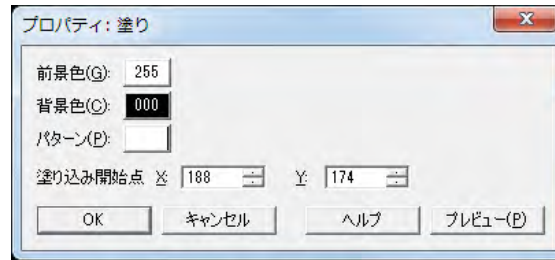 プロパティ: 塗り
前景色(G): 255
背景色(C): 000
パターン(P):
塗り込み開始点 X: 188 Y: 174
OK キャンセル ヘルプ プレビュー(P)